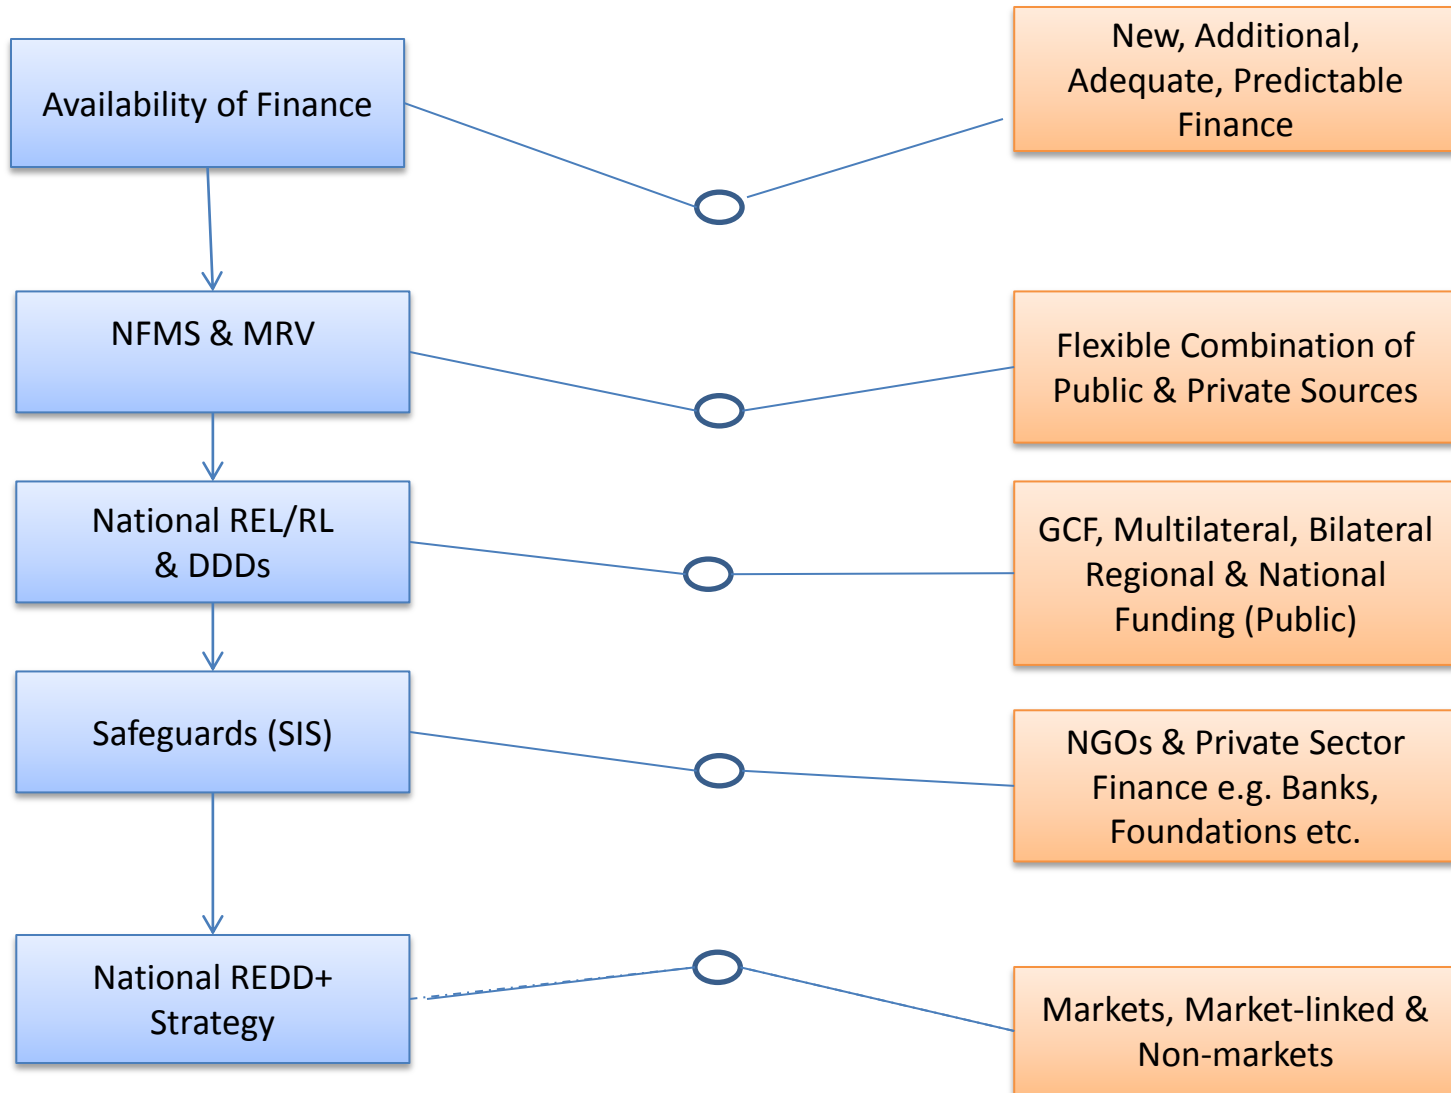 Availability of Finance
New, Additional,
Adequate, Predictable
Finance
NFMS & MRV
Flexible Combination of
Public & Private Sources
National REL/RL
& DDDs
GCF, Multilateral, Bilateral
Regional & National
Funding (Public)
Safeguards (SIS)
NGOs & Private Sector
Finance e.g. Banks,
Foundations etc.
National REDD+
Strategy
Markets, Market-linked &
Non-markets